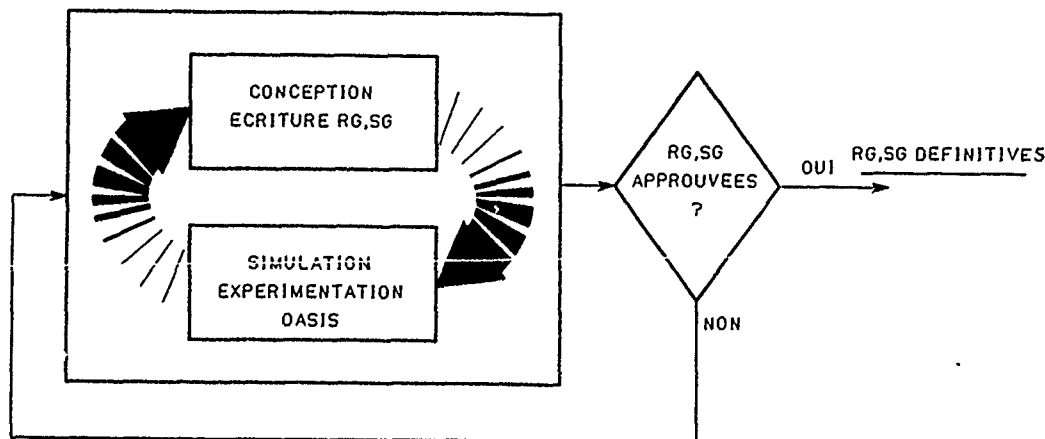 CONCEPTION
ECRITURE RG,SG
SIMULATION
EXPERIMENTATION
OASIS
RG,SG
APPROUVEES
?
OUI
RG,SG DEFINITIVES
NON